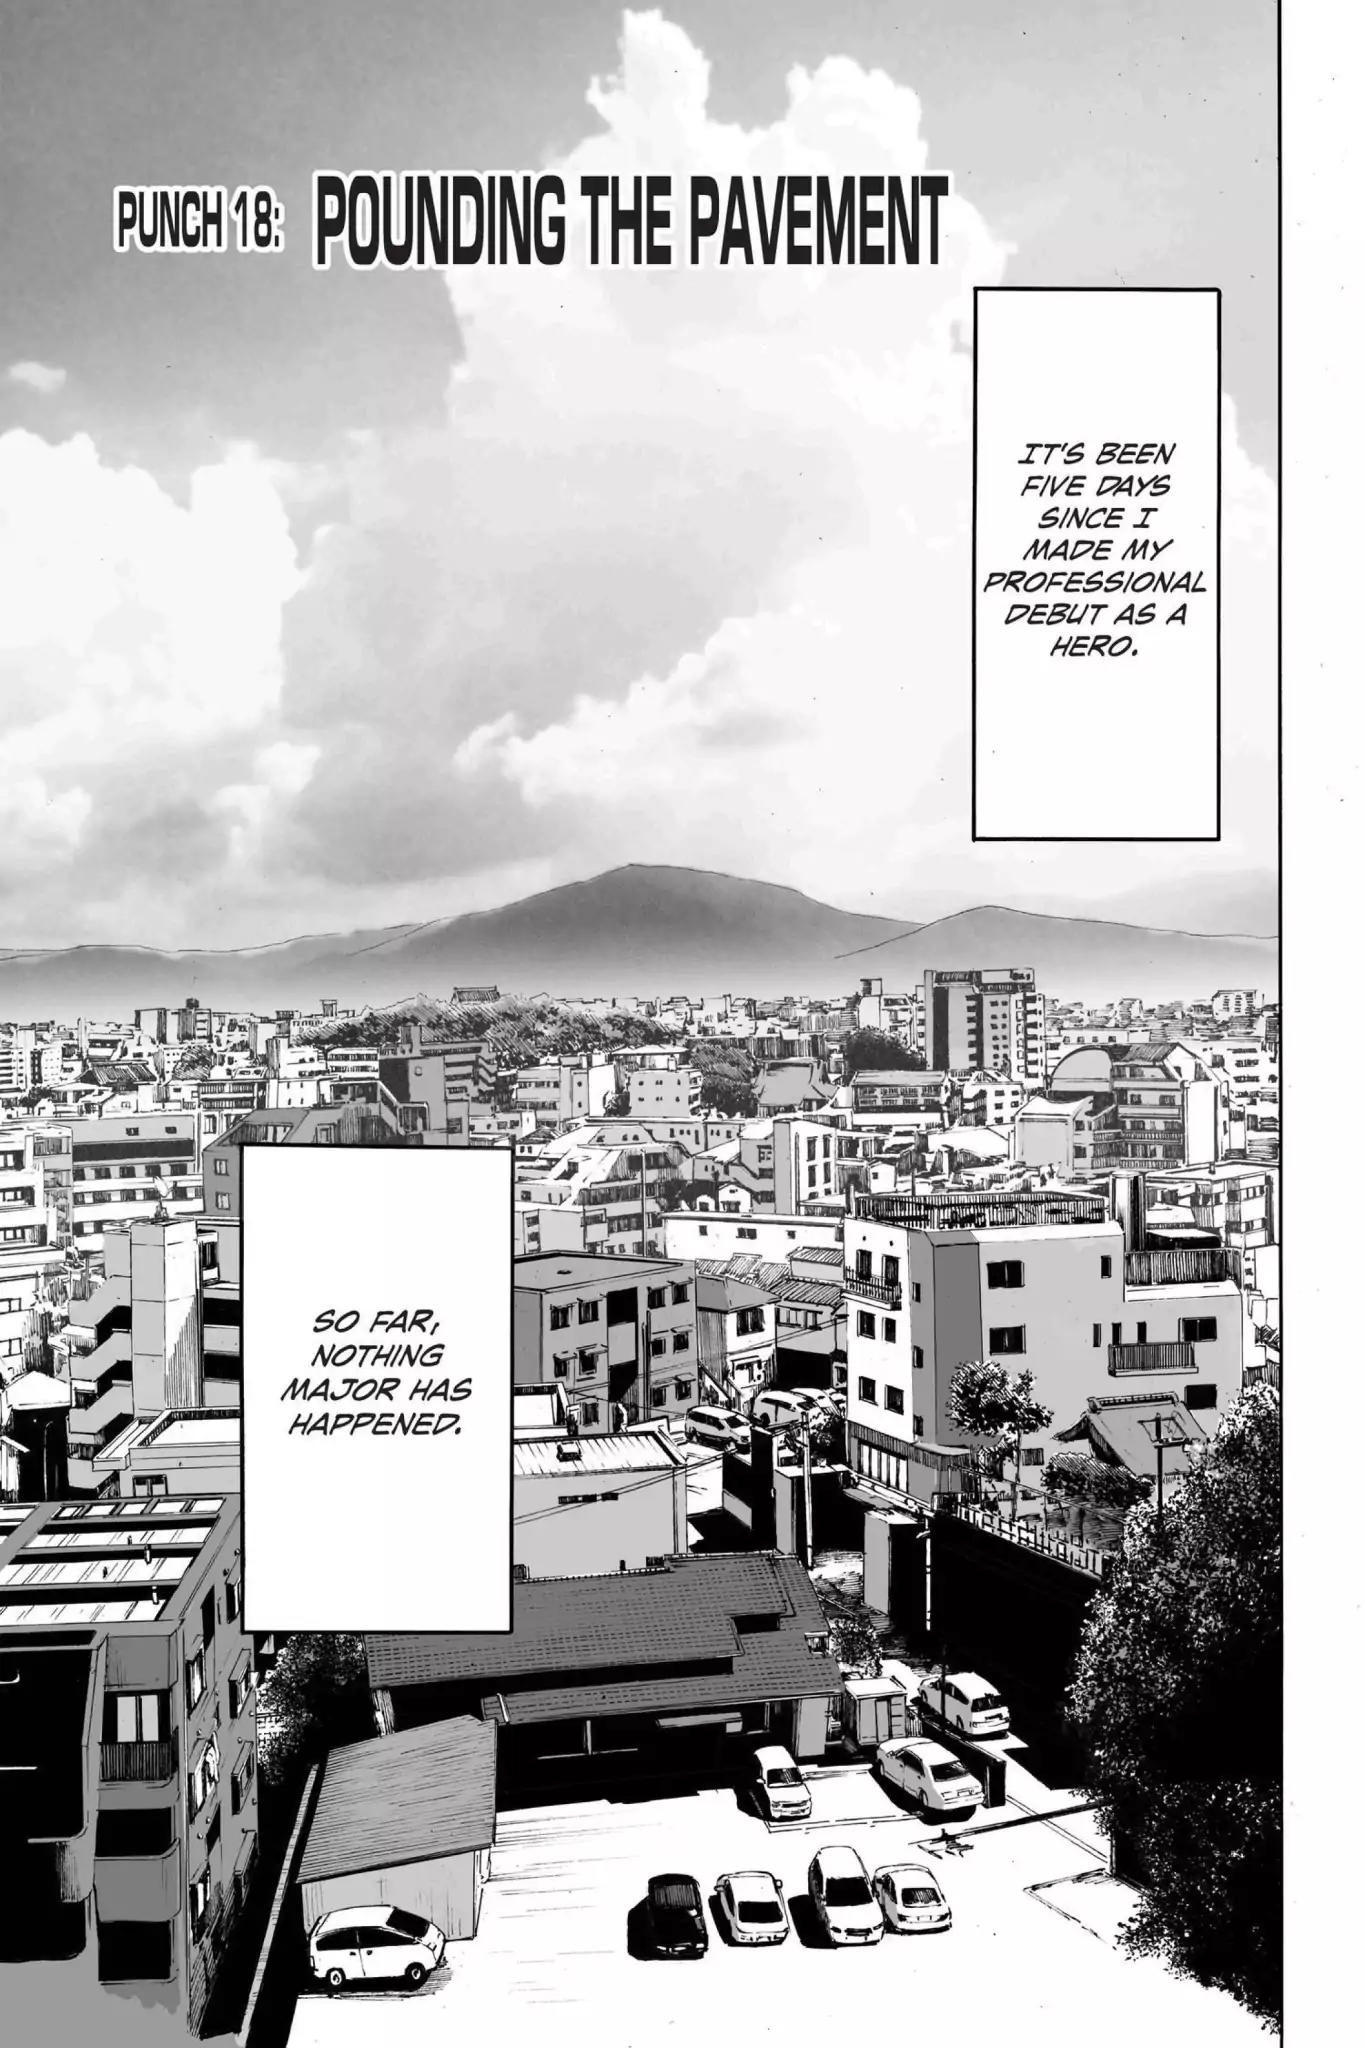 PUNCH 18: POUNDING THE PAVEMENT
IT'S BEEN
FIVE DAYS
SINCE I
MADE MY
PROFESSIONAL
DEBUT AS A
HERO.
SO FAR,
NOTHING
MAJOR HAS
HAPPENED.